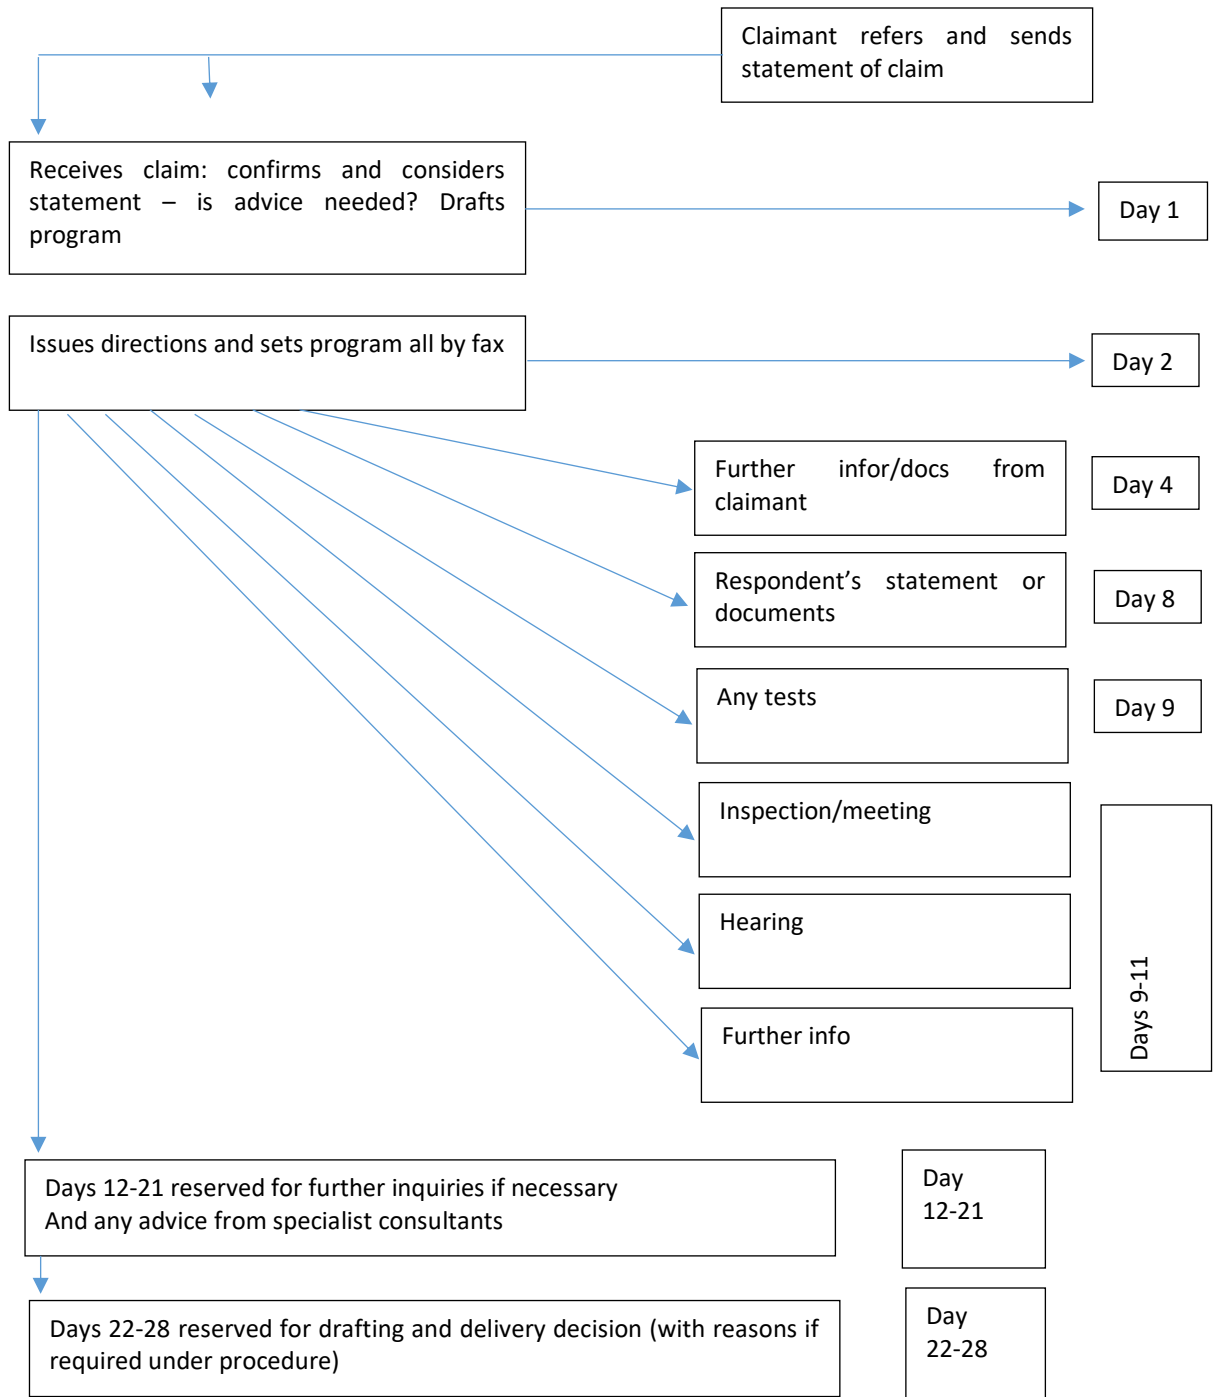 Claimant refers and sends
statement of claim
Receives claim: confirms and considers
statement – is advice needed? Drafts
program
Day 1
Issues directions and sets program all by fax
Day 2
Further infor/docs from
claimant
Day 4
Respondent’s statement or
documents
Day 8
Any tests
Day 9
Inspection/meeting
Hearing
Days 9-11
Further info
Days 12-21 reserved for further inquiries if necessary
And any advice from specialist consultants
Day
12-21
Days 22-28 reserved for drafting and delivery decision (with reasons if
required under procedure)
Day
22-28